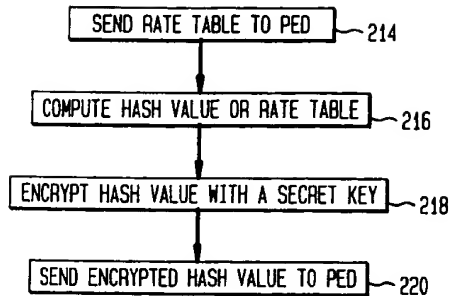 SEND RATE TABLE TO PED
214
COMPUTE HASH VALUE OR RATE TABLE
216
ENCRYPT HASH VALUE WITH A SECRET KEY
218
SEND ENCRYPTED HASH VALUE TO PED
220